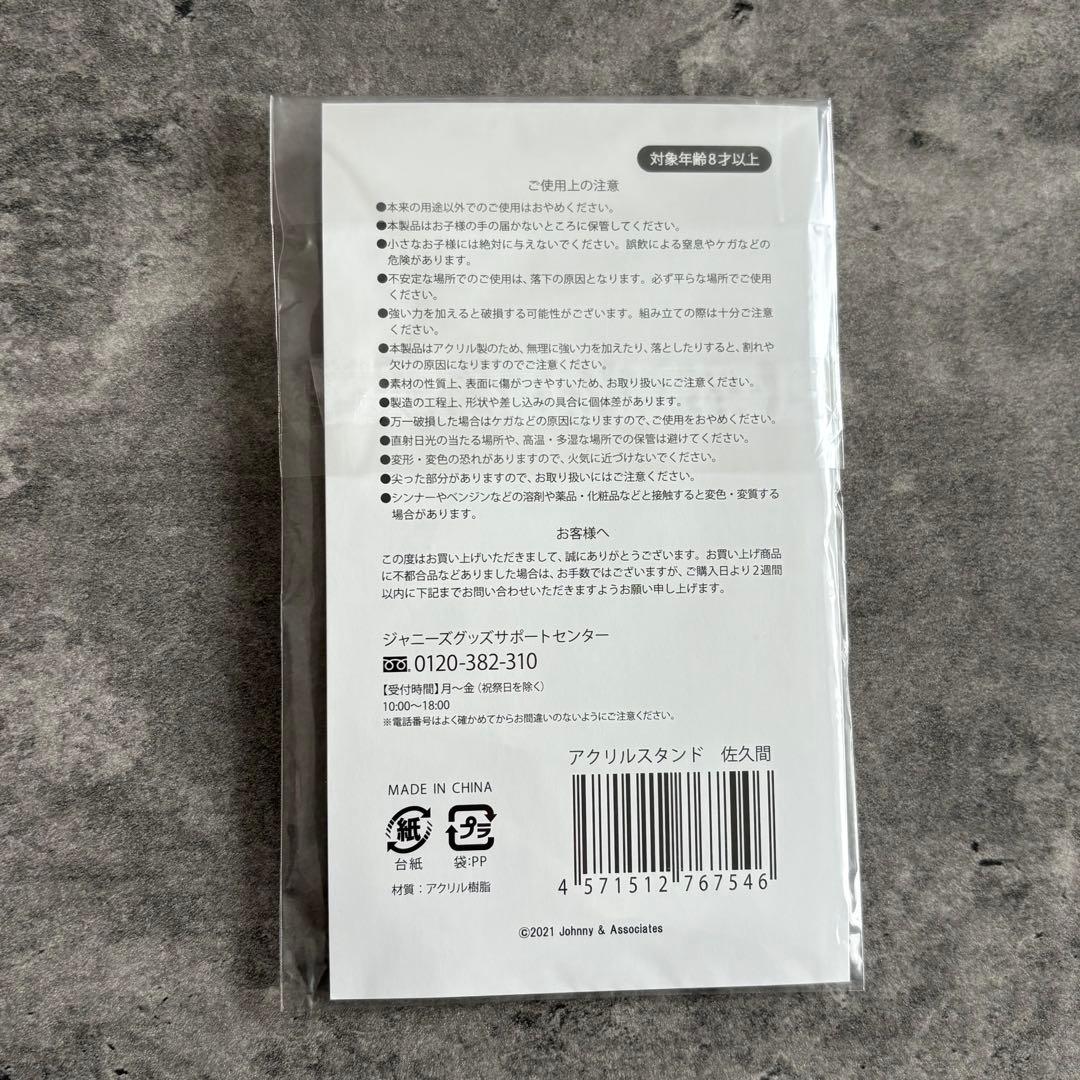 対象年齢8才以上
ご使用上の注意
●本来の用途以外でのご使用はおやめください。
●本製品はお子様の手の届かないところに保管してください。
●小さなお子様には絶対に与えないでください。誤飲による窒息やケガなどの
危険があります。
●不安定な場所でのご使用は、落下の原因となります。必ず平らな場所でご使用
ください。
●強い力を加えると破損する可能性がございます。組み立ての際は十分ご注意
ください。
●本製品はアクリル製のため、無理に強い力を加えたり、落としたりすると、割れや
欠けの原因になりますのでご注意ください。
●素材の性質上、表面に傷がつきやすいため、お取り扱いにご注意ください。
●製造の工程上、形状や差し込みの具合に個体差があります。
●万一破損した場合はケガなどの原因になりますので、ご使用をおやめください。
●直射日光の当たる場所や、高温・多湿な場所での保管は避けてください。
●変形・変色の恐れがありますので、火気に近づけないでください。
●尖った部分がありますので、お取り扱いにはご注意ください。
●シンナーやベンジンなどの溶剤や薬品・化粧品などと接触すると変色・変質する
場合があります。
お客様へ
この度はお買い上げいただきまして、誠にありがとうございます。お買い上げ商品
に不都合品などありました場合は、お手数ではございますが、ご購入日より2週間
以内に下記までお問い合わせいただきますようお願い申し上げます。
ジャニーズグッズサポートセンター
0120-382-310
【受付時間】月〜金（祝祭日を除く）
10:00〜18:00
※電話番号はよく確かめてからお間違いのないようにご注意ください。
アクリルスタンド 佐久間
MADE IN CHINA
紙 プラ
台紙 袋:PP
材質：アクリル樹脂
4 571512 767546
©2021 Johnny & Associates